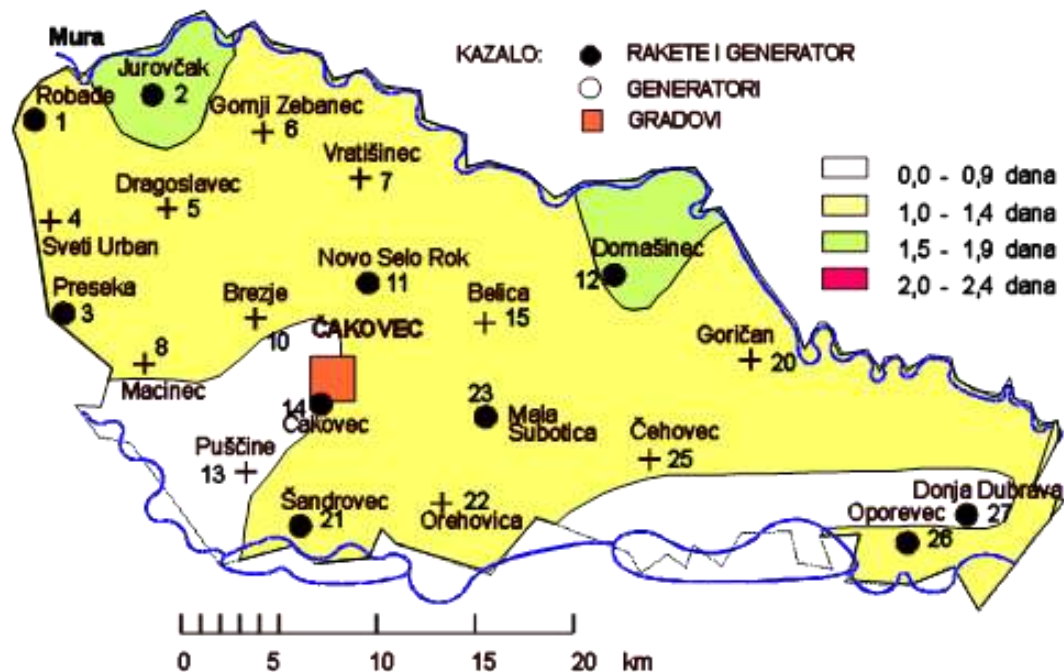 Mura
Jurovčak
2
Robađe
1
Gornji Zebanec
6
Vratišinec
7
Dragoslavec
5
4
Sveti Urban
Preseka
3
Brezje
10
Novo Selo Rok
11
ČAKOVEC
8
Macinec
14
Čakovec
Puščine
13
Šandrovec
21
22
Orehovica
Belica
15
23
Mala
Subotica
Domašinec
12
Goričan
20
Čehovec
25
Donja Dubrava
27
Oporevec
26
KAZALO:
RAKETE I GENERATOR
GENERATORI
GRADOVI
0,0 - 0,9 dana
1,0 - 1,4 dana
1,5 - 1,9 dana
2,0 - 2,4 dana
0 5 10 15 20 km